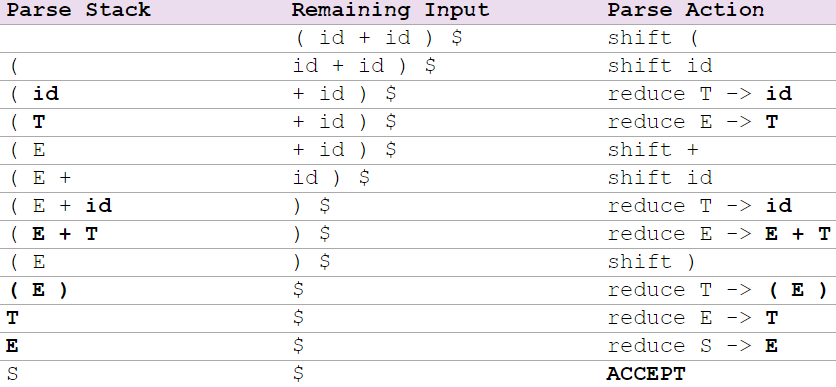 Parse Stack Remaining Input Parse Action
( id + id ) $ shift (
( id + id ) $ shift id
( id + id ) $ reduce T -> id
( T + id ) $ reduce E -> T
( E + id ) $ shift +
( E + id ) $ shift id
( E + id ) $ reduce T -> id
( E + T ) $ reduce E -> E + T
( E ) $ shift )
( E ) $ reduce T -> ( E )
T $ reduce E -> T
E $ reduce S -> E
S $ ACCEPT